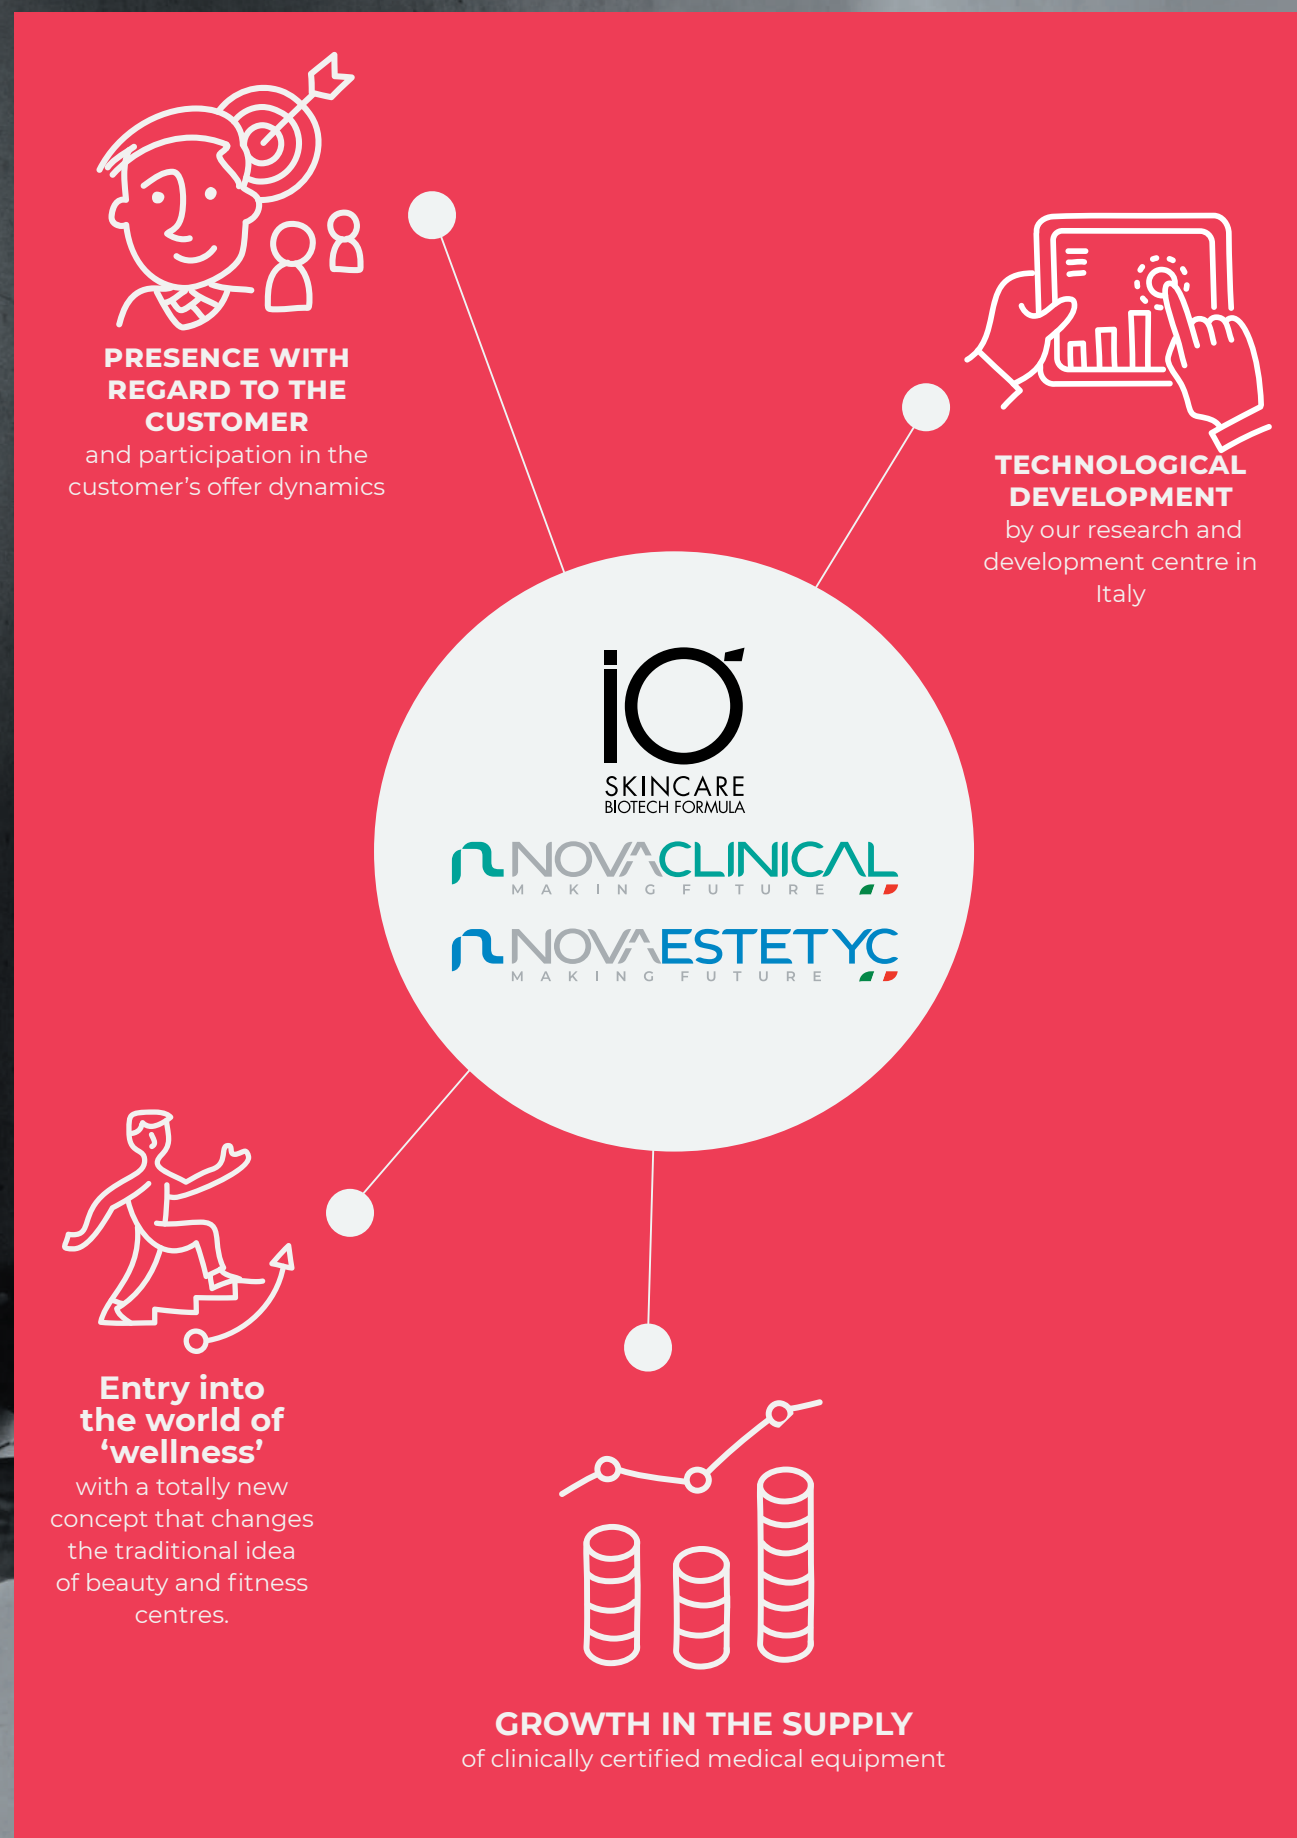 PRESENCE WITH
REGARD TO THE
CUSTOMER
and participation in the
customer’s offer dynamics
TECHNOLOGICAL
DEVELOPMENT
by our research and
development centre in
Italy
iO
SKINCARE
BIOTECH FORMULA
NOVACLINICAL
MAKING FUTURE
NOVAESTETYC
MAKING FUTURE
Entry into
the world of
‘wellness’
with a totally new
concept that changes
the traditional idea
of beauty and fitness
centres.
GROWTH IN THE SUPPLY
of clinically certified medical equipment